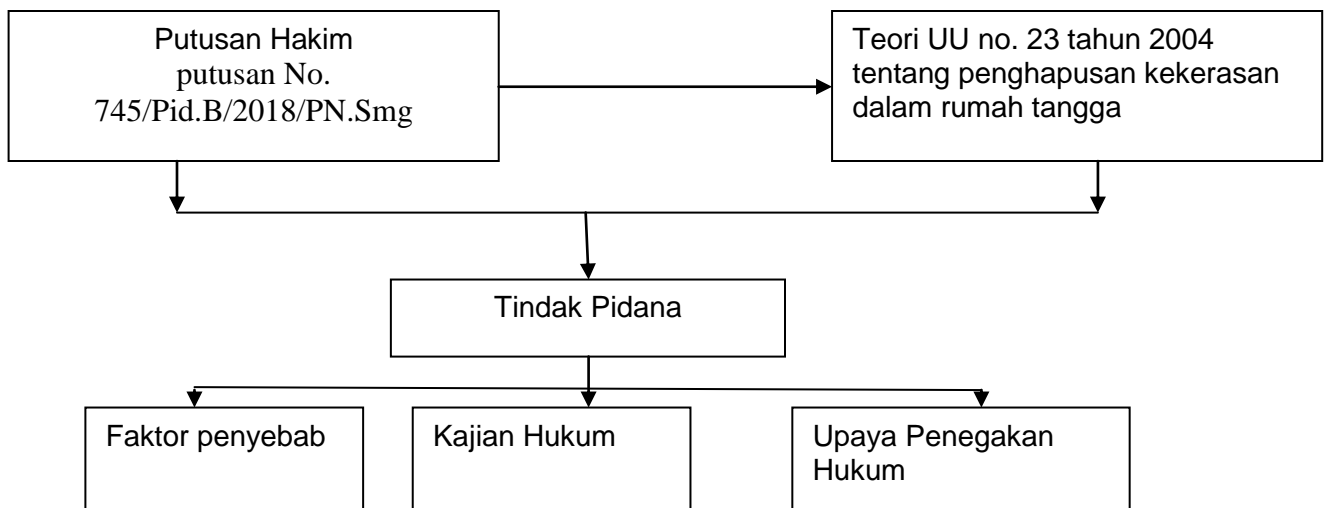 Putusan Hakim
putusan No.
745/Pid.B/2018/PN.Smg
Teori UU no. 23 tahun 2004
tentang penghapusan kekerasan
dalam rumah tangga
Tindak Pidana
Faktor penyebab
Kajian Hukum
Upaya Penegakan
Hukum